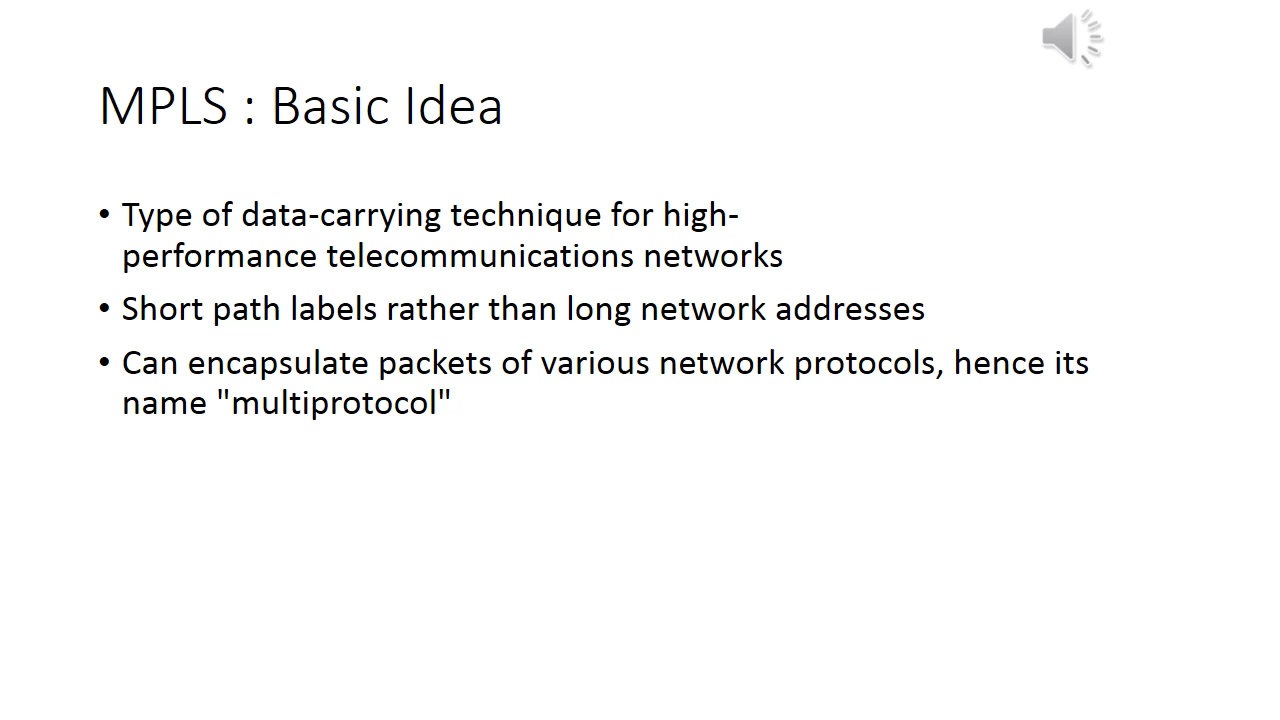 MPLS : Basic Idea
• Type of data-carrying technique for high-
performance telecommunications networks
• Short path labels rather than long network addresses
• Can encapsulate packets of various network protocols, hence its
name "multiprotocol"